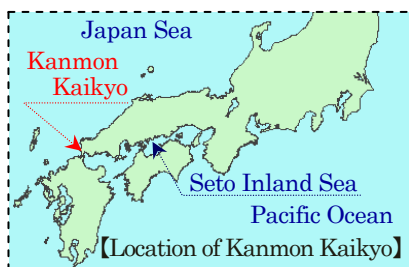 Japan Sea
Kanmon
Kaikyo
Seto Inland Sea
Pacific Ocean
【Location of Kanmon Kaikyo】